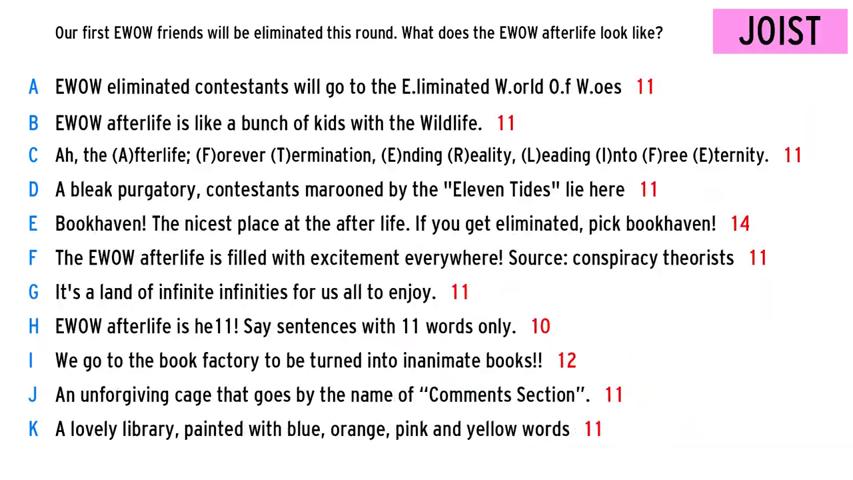 Our first EWOW friends will be eliminated this round. What does the EWOW afterlife look like?
JOIST
A EWOW eliminated contestants will go to the E.liminated W.orld O.f W.oes 11
B EWOW afterlife is like a bunch of kids with the Wildlife. 11
C Ah, the (A)fterlife; (F)orever (T)ermination, (E)nding (R)eality, (L)eading (I)nto (F)ree (E)ternity. 11
D A bleak purgatory, contestants marooned by the "Eleven Tides" lie here 11
E Bookhaven! The nicest place at the after life. If you get eliminated, pick bookhaven! 14
F The EWOW afterlife is filled with excitement everywhere! Source: conspiracy theorists 11
G It's a land of infinite infinities for us all to enjoy. 11
H EWOW afterlife is he11! Say sentences with 11 words only. 10
I We go to the book factory to be turned into inanimate books!! 12
J An unforgiving cage that goes by the name of “Comments Section”. 11
K A lovely library, painted with blue, orange, pink and yellow words 11